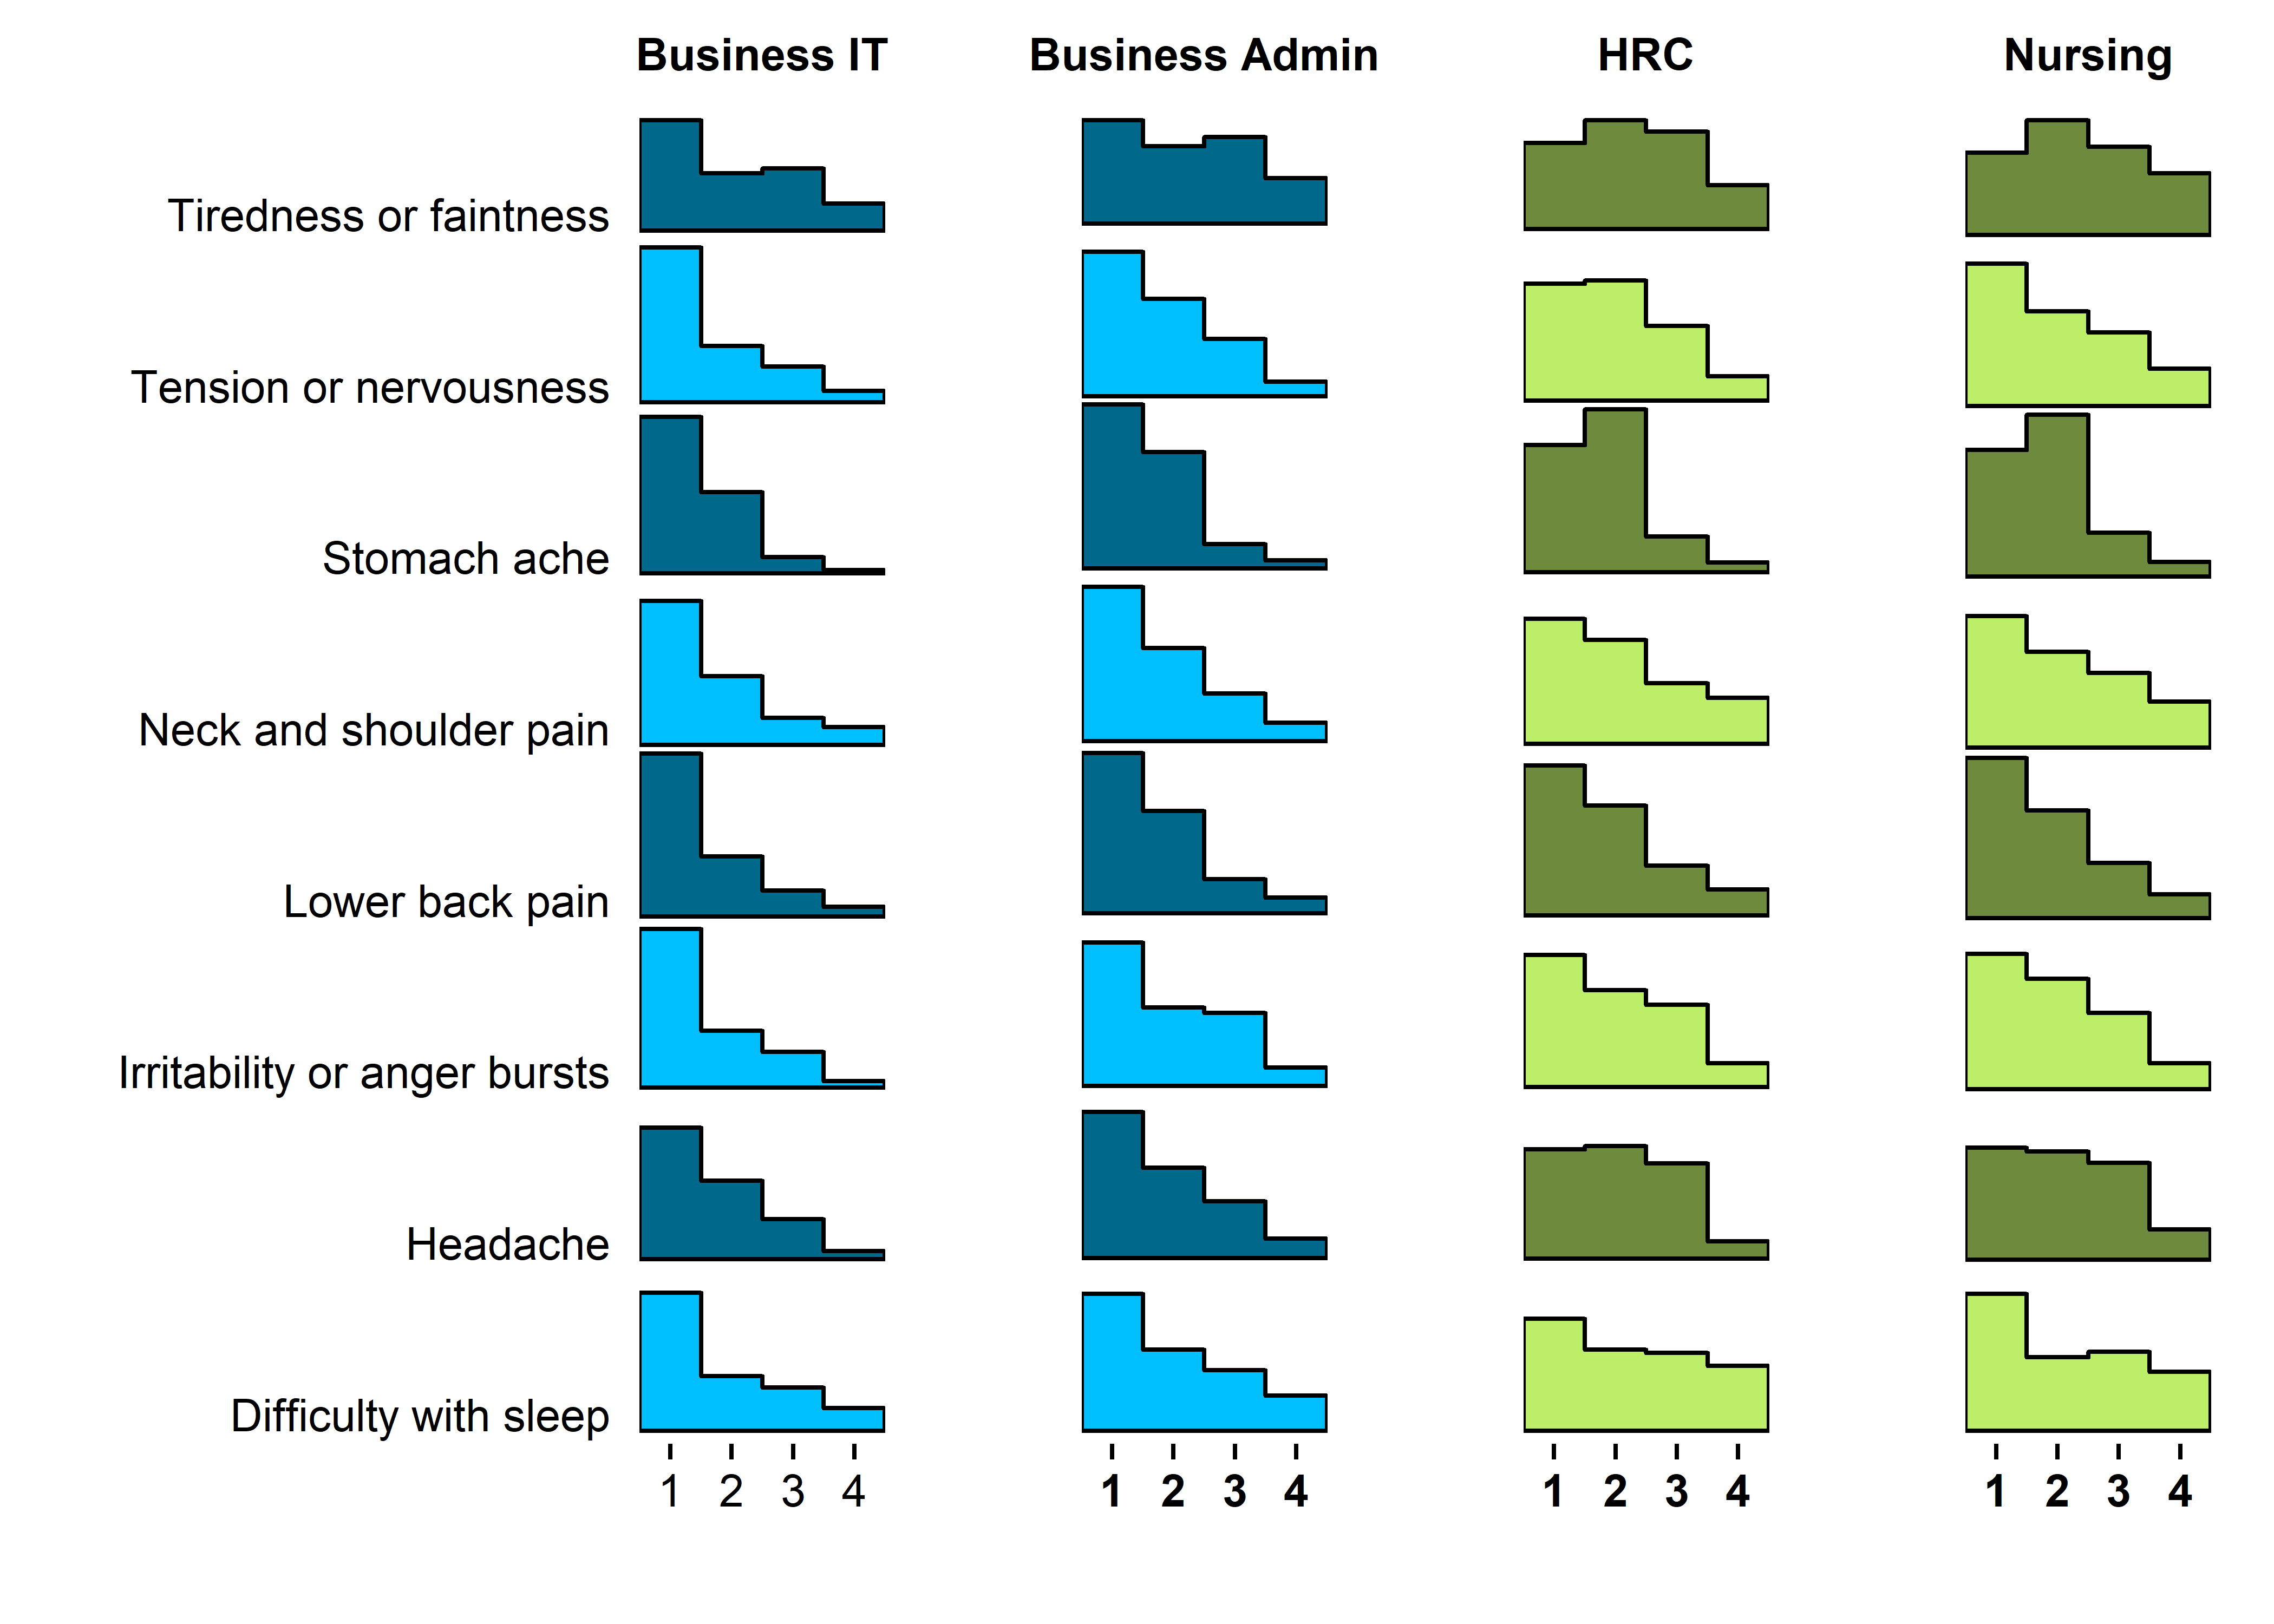 Business IT Business Admin HRC Nursing
Tiredness or faintness
Tension or nervousness
Stomach ache
Neck and shoulder pain
Lower back pain
Irritability or anger bursts
Headache
Difficulty with sleep
1 2 3 4 1 2 3 4 1 2 3 4 1 2 3 4